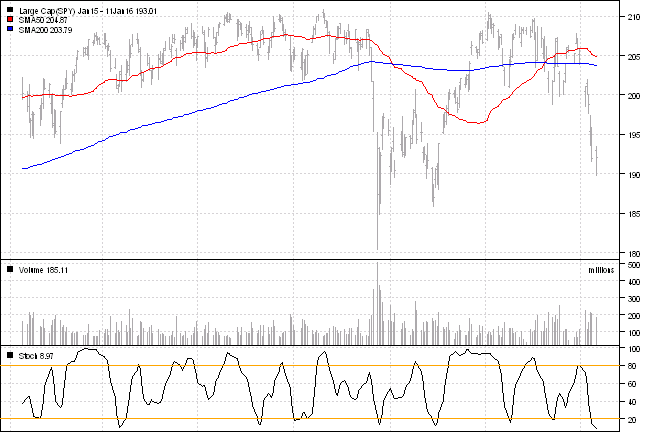 Large Cap(SPY) Jan15 - 11Jan16 193.01
SMA50 204.87
SMA200 203.79
210
205
200
195
190
185
180
Volume 185.11
millions
500
400
300
200
100
Stoch 8.97
100
80
60
40
20